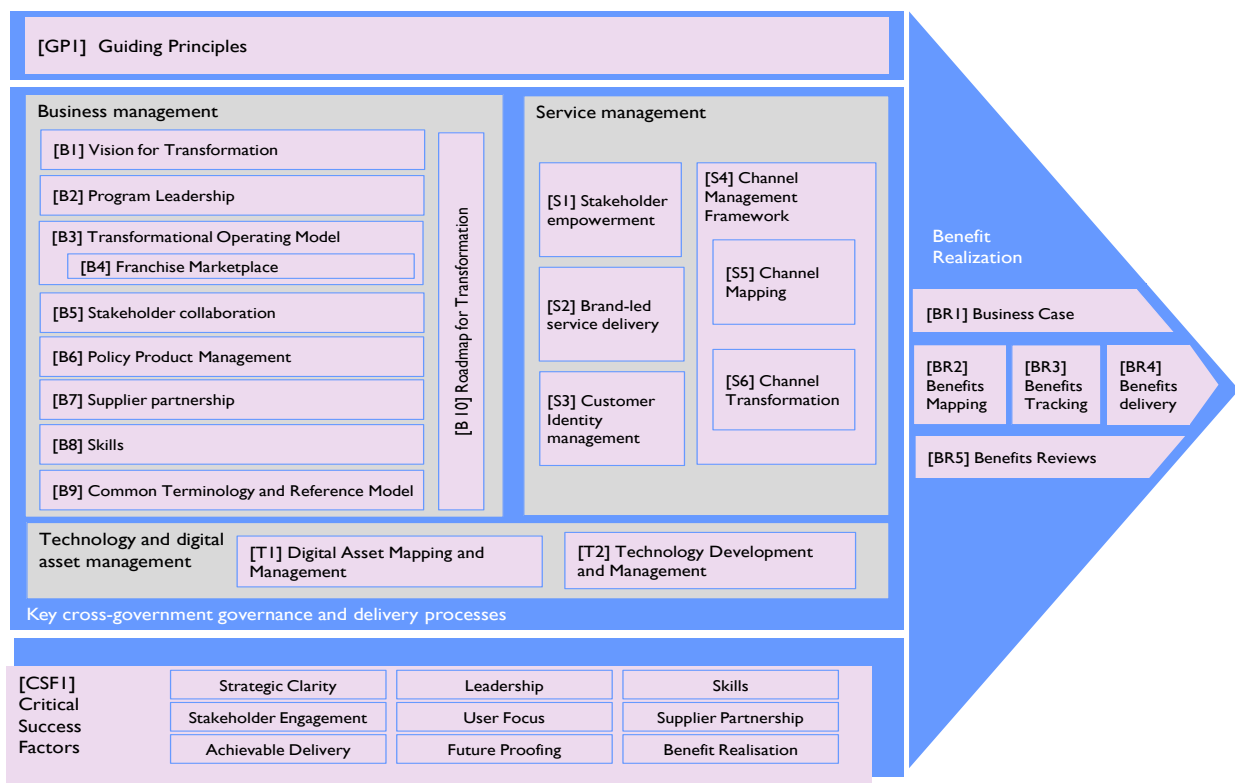 [GP1] Guiding Principles
Business management
[B1] Vision for Transformation
[B2] Program Leadership
[B3] Transformational Operating Model
[B4] Franchise Marketplace
[B5] Stakeholder collaboration
[B6] Policy Product Management
[B7] Supplier partnership
[B8] Skills
[B9] Common Terminology and Reference Model
[B 10] Roadmap for Transformation
Service management
[S1] Stakeholder
empowerment
[S2] Brand-led
service delivery
[S3] Customer
Identity
management
[S4] Channel
Management
Framework
[S5] Channel
Mapping
[S6] Channel
Transformation
Technology and digital
asset management
[T1] Digital Asset Mapping and
Management
[T2] Technology Development
and Management
Key cross-government governance and delivery processes
Benefit
Realization
[BR1] Business Case
[BR2]
Benefits
Mapping
[BR3]
Benefits
Tracking
[BR4]
Benefits
delivery
[BR5] Benefits Reviews
[CSF1]
Critical
Success
Factors
Strategic Clarity
Leadership
Skills
Stakeholder Engagement
User Focus
Supplier Partnership
Achievable Delivery
Future Proofing
Benefit Realisation